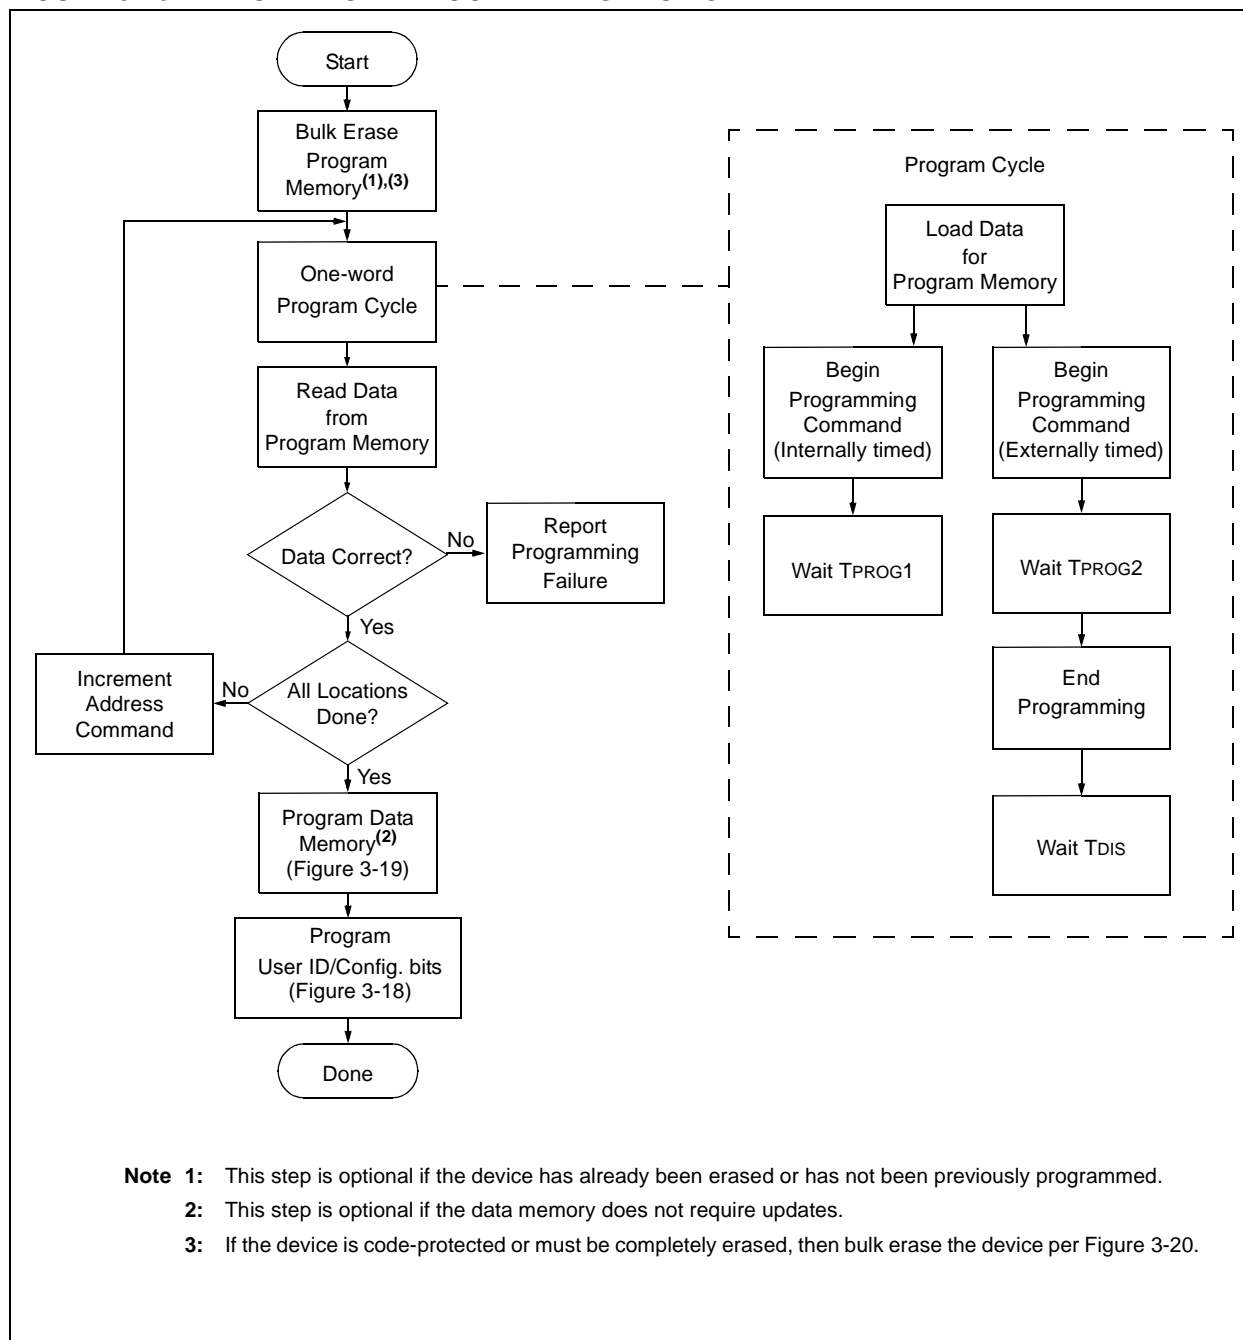 Start
Bulk Erase
Program
Memory(1),(3)
One-word
Program Cycle
Read Data
from
Program Memory
Data Correct?
No
Report
Programming
Failure
Yes
All Locations
Done?
No
Increment
Address
Command
Yes
Program Data
Memory(2)
(Figure 3-19)
Program
User ID/Config. bits
(Figure 3-18)
Done
Program Cycle
Load Data
for
Program Memory
Begin
Programming
Command
(Internally timed)
Wait TPROG1
Begin
Programming
Command
(Externally timed)
Wait TPROG2
End
Programming
Wait TDIS
Note 1: This step is optional if the device has already been erased or has not been previously programmed.
2: This step is optional if the data memory does not require updates.
3: If the device is code-protected or must be completely erased, then bulk erase the device per Figure 3-20.